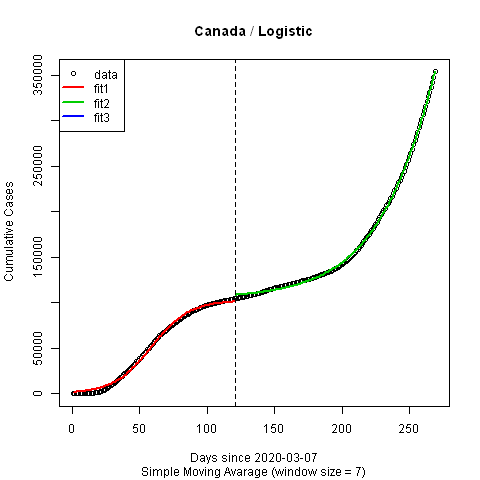 Canada / Logistic
data
fit1
fit2
fit3
Cumulative Cases
350000
250000
150000
50000
0
0 50 100 150 200 250
Days since 2020-03-07
Simple Moving Avarage (window size = 7)